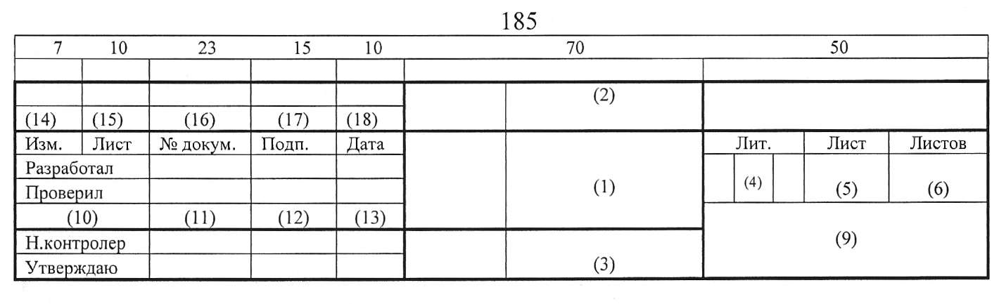 185
7 10 23 15 10 70 50
(2)
(14) (15) (16) (17) (18)
Изм. Лист № докум. Подп. Дата Лит. Лист Листов
Разработал
Проверил (1) (4) (5) (6)
(10) (11) (12) (13)
Н.контролер (9)
Утверждаю (3)